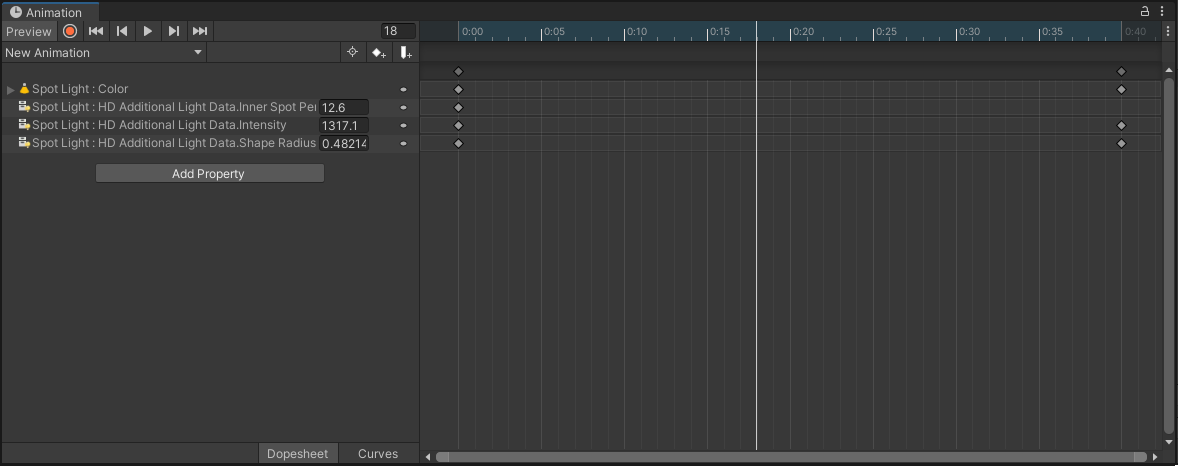 Animation
Preview 18 0:00 0:05 0:10 0:15 0:20 0:25 0:30 0:35 0:40
New Animation
Spot Light : Color
Spot Light : HD Additional Light Data.Inner Spot Per 12.6
Spot Light : HD Additional Light Data.Intensity 1317.1
Spot Light : HD Additional Light Data.Shape Radius 0.48214
Add Property
Dopesheet Curves